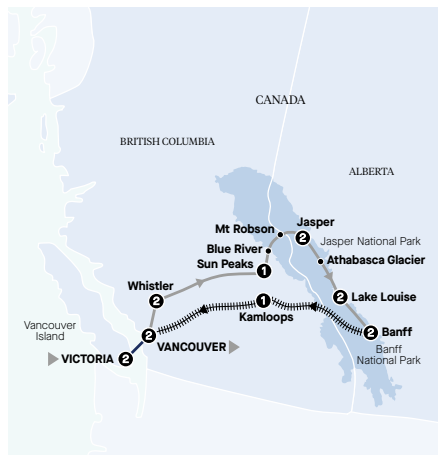 CANADA
BRITISH COLUMBIA
ALBERTA
Mt Robson
Jasper
2
Jasper National Park
Blue River
Athabasca Glacier
Sun Peaks
1
Whistler
2
2
Lake Louise
1
Kamloops
Vancouver
Island
2
VANCOUVER
2
Banff
Banff
National Park
VICTORIA
2